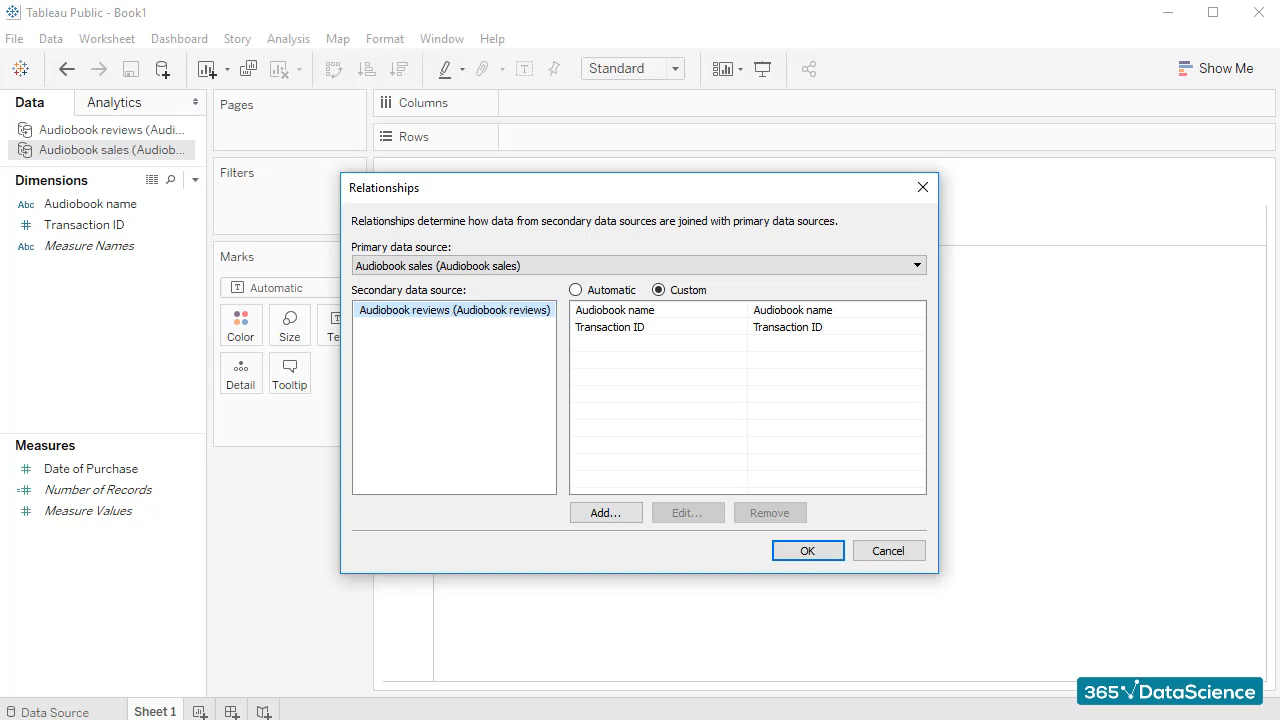 Tableau Public - Book1
File Data Worksheet Dashboard Story Analysis Map Format Window Help
Standard
Show Me
Data Analytics
Audiobook reviews (Audi...
Audiobook sales (Audiob...
Dimensions
Abc Audiobook name
# Transaction ID
Abc Measure Names
Measures
# Date of Purchase
=# Number of Records
# Measure Values
Pages
Filters
Marks
T Automatic
Color Size Te
Detail Tooltip
Columns
Rows
Relationships
Relationships determine how data from secondary data sources are joined with primary data sources.
Primary data source:
Audiobook sales (Audiobook sales)
Secondary data source:
Automatic Custom
Audiobook reviews (Audiobook reviews)
Audiobook name Audiobook name
Transaction ID Transaction ID
Add... Edit... Remove
OK Cancel
Data Source Sheet 1
365 DataScience